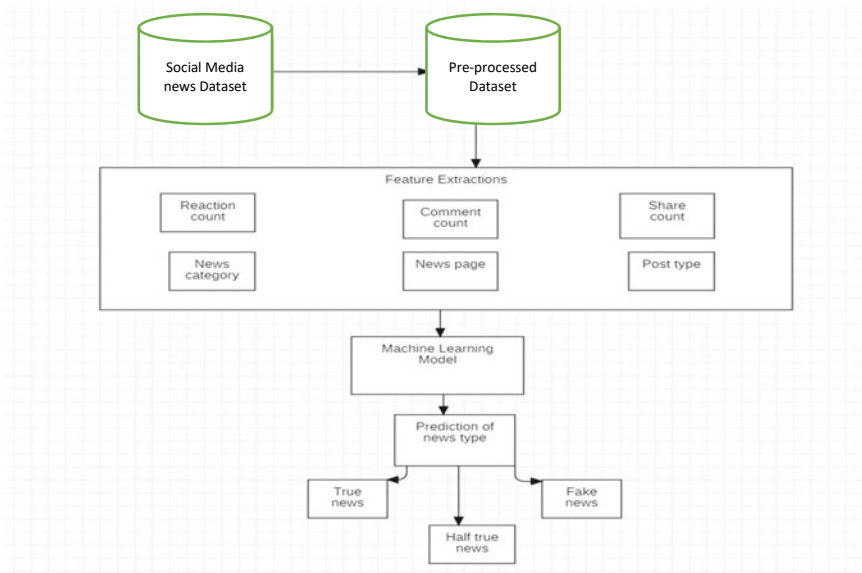 Social Media
news Dataset
Pre-processed
Dataset
Feature Extractions
Reaction
count
Comment
count
Share
count
News
category
News page
Post type
Machine Learning
Model
Prediction of
news type
True
news
Fake
news
Half true
news